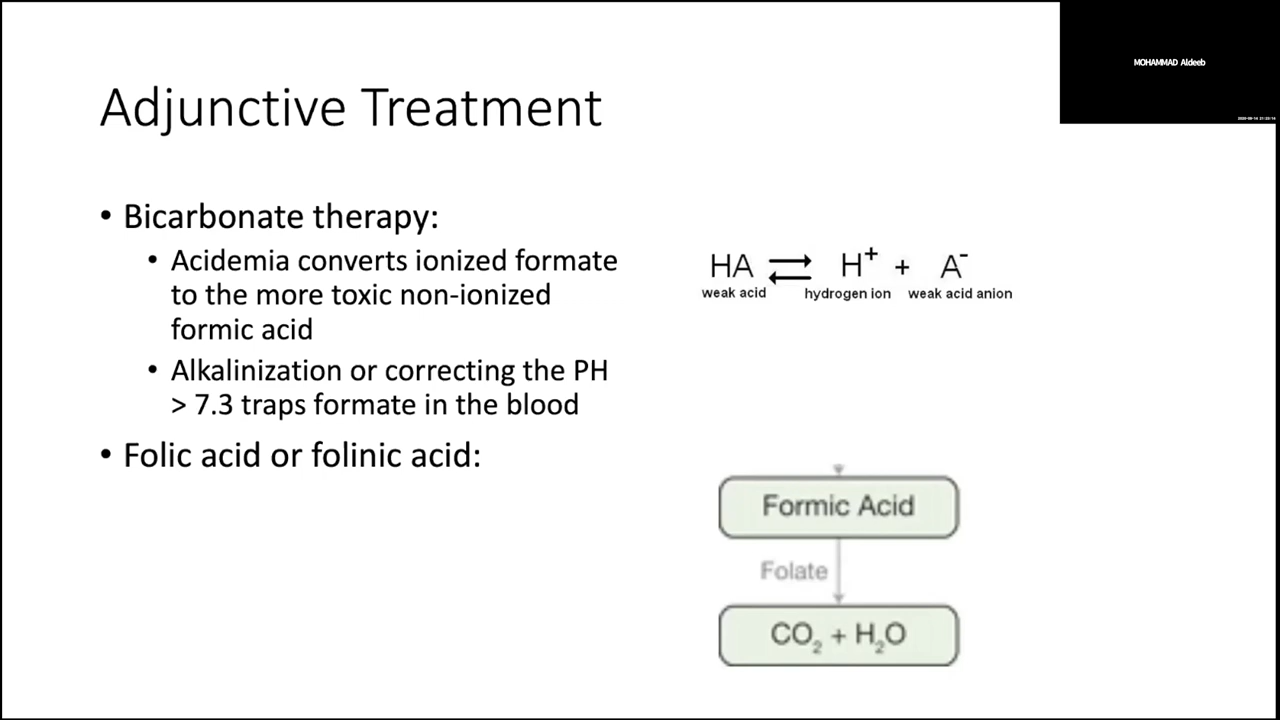 MOHAMMAD Aldeeb
Adjunctive Treatment
• Bicarbonate therapy:
• Acidemia converts ionized formate
to the more toxic non-ionized
formic acid
• Alkalinization or correcting the PH
> 7.3 traps formate in the blood
• Folic acid or folinic acid:
HA ⇌ H⁺ + A⁻
weak acid hydrogen ion weak acid anion
Formic Acid
Folate
CO₂ + H₂O